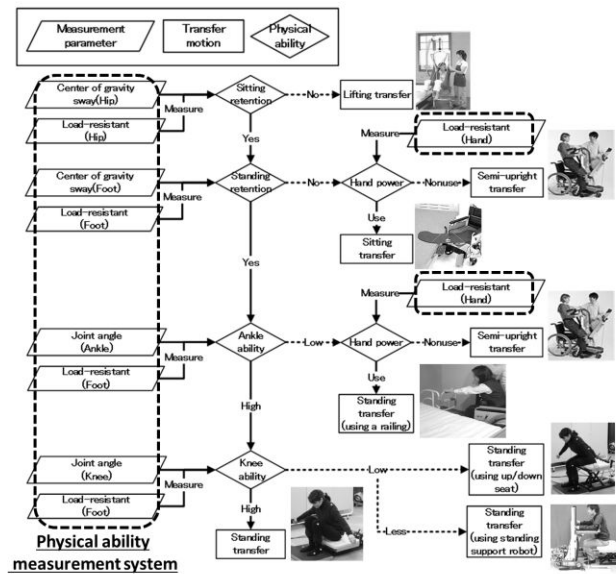 Measurement
parameter
Transfer
motion
Physical
ability
Center of gravity
sway(Hip)
Measure
Load-resistant
(Hip)
Sitting
retention
No
Lifting transfer
Yes
Measure
Load-resistant
(Hand)
Center of gravity
sway(Foot)
Measure
Load-resistant
(Foot)
Standing
retention
No
Hand power
Nonuse
Semi-upright
transfer
Use
Sitting
transfer
Yes
Measure
Load-resistant
(Hand)
Joint angle
(Ankle)
Measure
Load-resistant
(Foot)
Ankle
ability
Low
Hand power
Nonuse
Semi-upright
transfer
Use
Standing
transfer
(using a railing)
High
Joint angle
(Knee)
Measure
Load-resistant
(Foot)
Knee
ability
Low
Standing
transfer
(using up/down
seat)
High
Standing
transfer
Less
Standing
transfer
(using standing
support robot)
Physical ability
measurement system